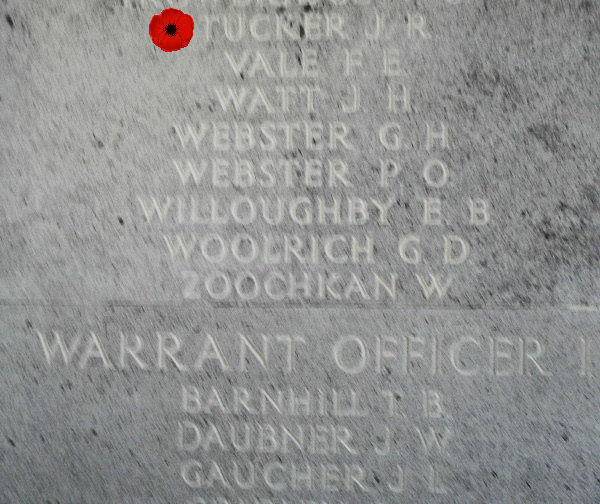 TUCKER J. R
VALE F E
WATT J H
WEBSTER G. H
WEBSTER P. O
WILLOUGHBY E. B
WOOLRICH G. D
ZOOCHKAN W
WARRANT OFFICER I
BARNHILL T. B.
DAUBNER J. W
GAUCHER J. L